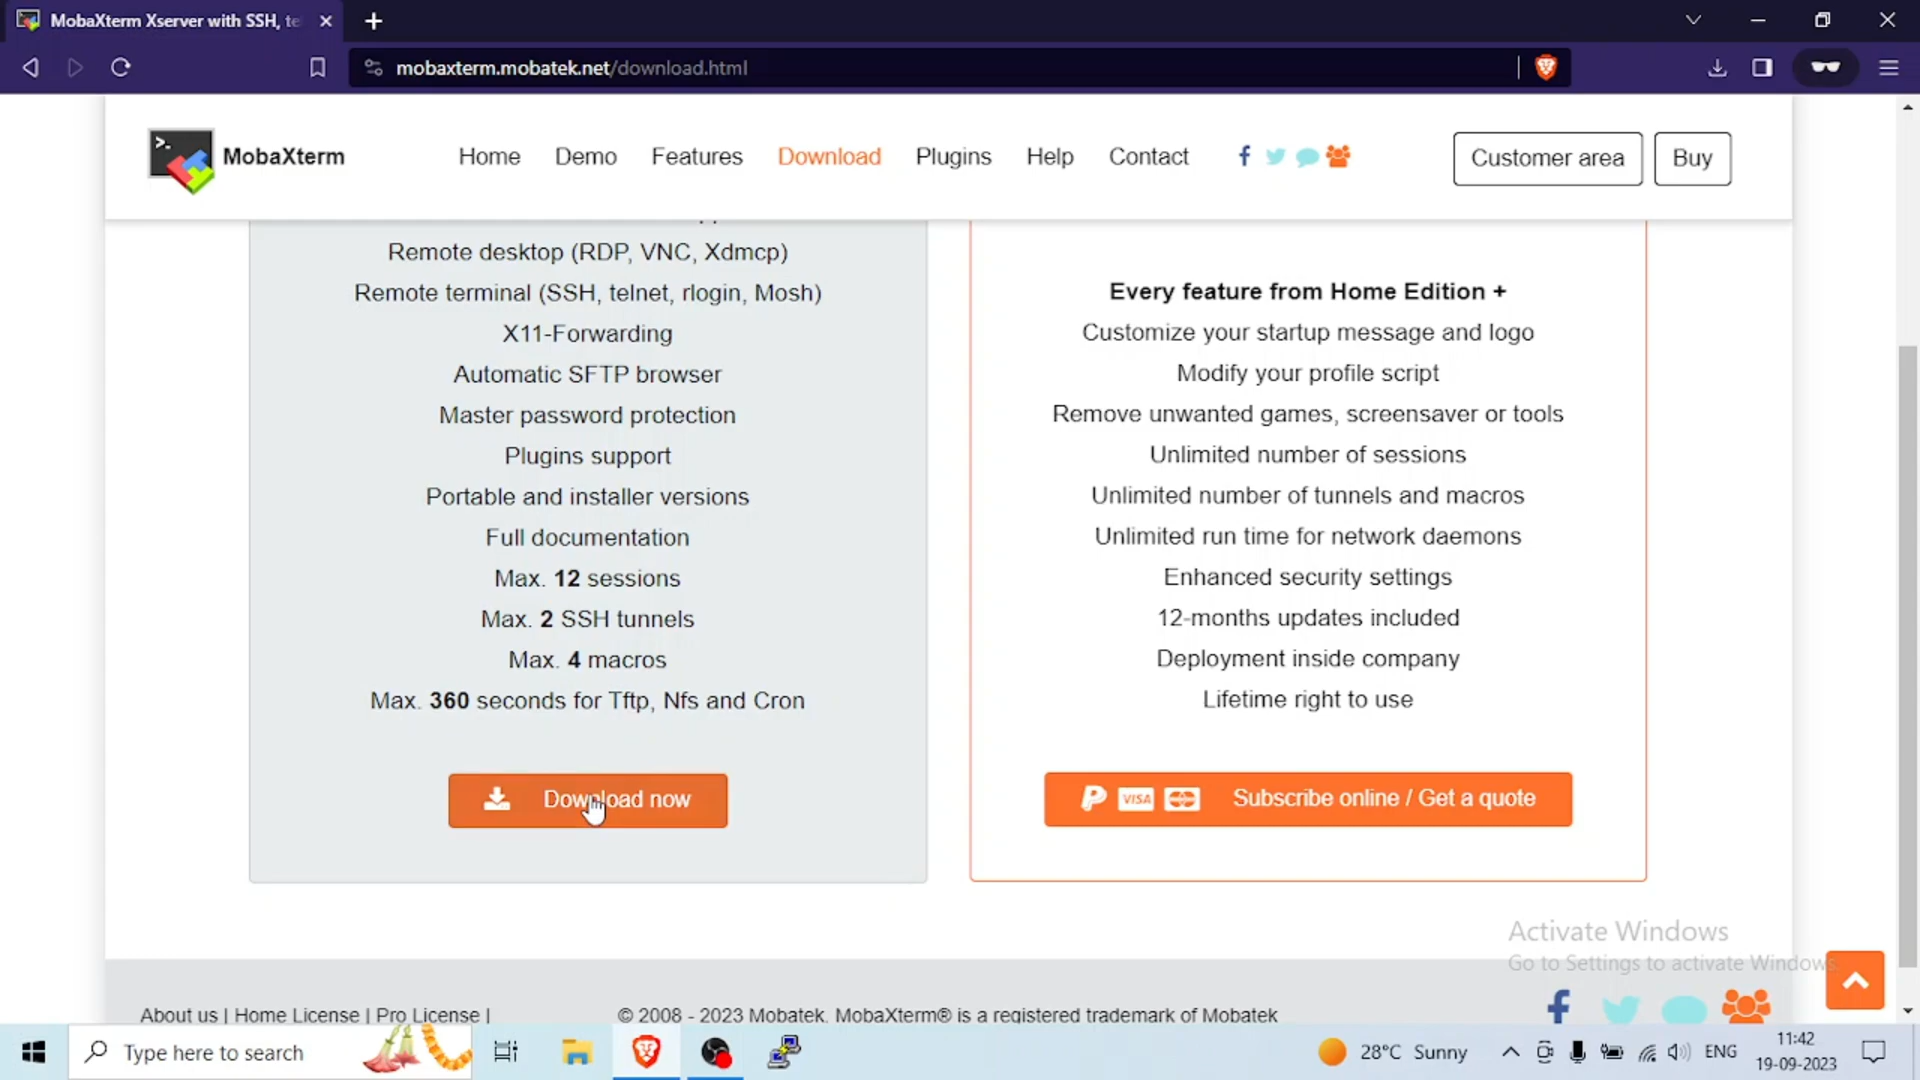 MobaXterm Xserver with SSH, te
mobaxterm.mobatek.net/download.html
MobaXterm
Home
Demo
Features
Download
Plugins
Help
Contact
Customer area
Buy
Remote desktop (RDP, VNC, Xdmcp)
Remote terminal (SSH, telnet, rlogin, Mosh)
X11-Forwarding
Automatic SFTP browser
Master password protection
Plugins support
Portable and installer versions
Full documentation
Max. 12 sessions
Max. 2 SSH tunnels
Max. 4 macros
Max. 360 seconds for Tftp, Nfs and Cron
Download now
Every feature from Home Edition +
Customize your startup message and logo
Modify your profile script
Remove unwanted games, screensaver or tools
Unlimited number of sessions
Unlimited number of tunnels and macros
Unlimited run time for network daemons
Enhanced security settings
12-months updates included
Deployment inside company
Lifetime right to use
VISA
Subscribe online / Get a quote
Activate Windows
Go to Settings to activate Windows.
About us | Home License | Pro License |
© 2008 - 2023 Mobatek. MobaXterm® is a registered trademark of Mobatek
Type here to search
28°C Sunny
ENG
11:42
19-09-2023